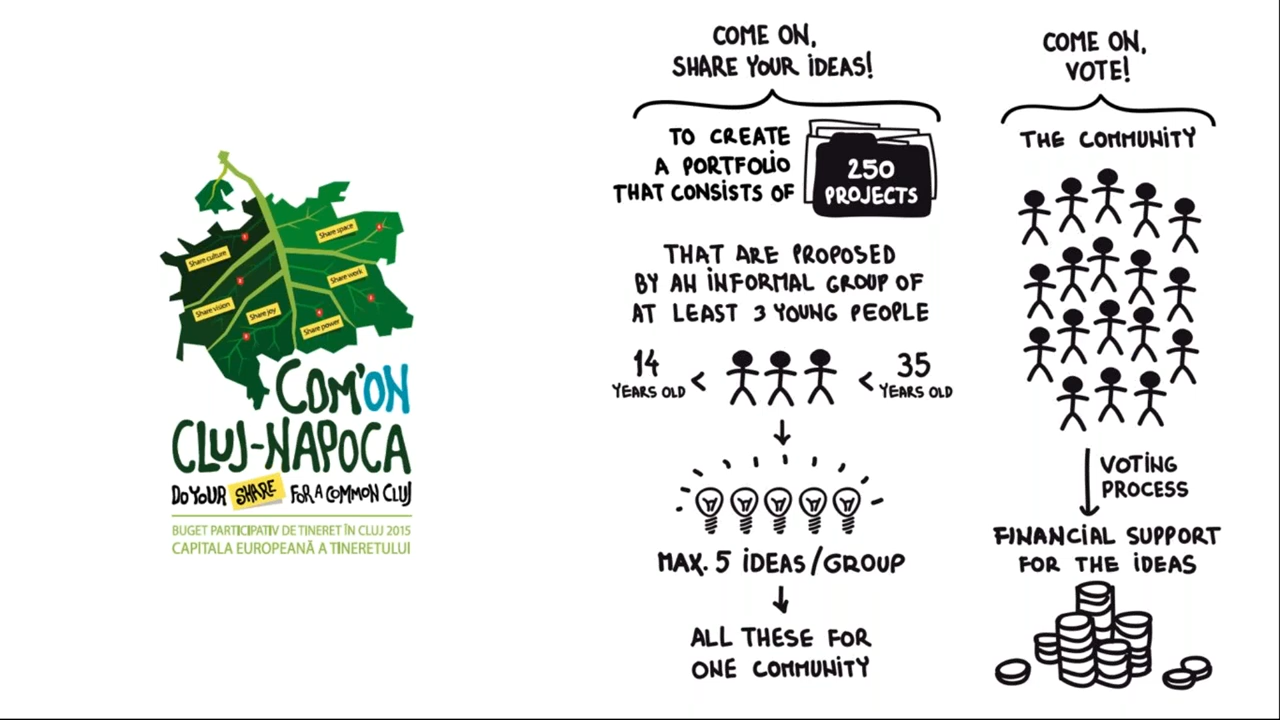 Share culture
Share space
Share work
Share vision
Share joy
Share power
COM'ON
CLUJ-NAPOCA
DO YOUR SHARE FOR A COMMON CLUJ
BUGET PARTICIPATIV DE TINERET ÎN CLUJ 2015
CAPITALA EUROPEANĂ A TINERETULUI
COME ON,
SHARE YOUR IDEAS!
TO CREATE
A PORTFOLIO
THAT CONSISTS OF
250
PROJECTS
THAT ARE PROPOSED
BY AN INFORMAL GROUP OF
AT LEAST 3 YOUNG PEOPLE
14
YEARS OLD
<
<
35
YEARS OLD
MAX. 5 IDEAS/GROUP
ALL THESE FOR
ONE COMMUNITY
COME ON,
VOTE!
THE COMMUNITY
VOTING
PROCESS
FINANCIAL SUPPORT
FOR THE IDEAS